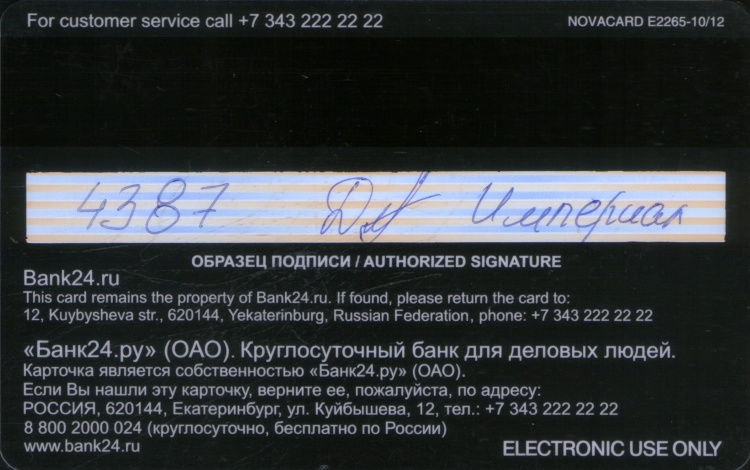 For customer service call +7 343 222 22 22 NOVACARD E2265-10/12
4387 Империал
ОБРАЗЕЦ ПОДПИСИ / AUTHORIZED SIGNATURE
Bank24.ru
This card remains the property of Bank24.ru. If found, please return the card to:
12, Kuybysheva str., 620144, Yekaterinburg, Russian Federation, phone: +7 343 222 22 22
«Банк24.ру» (ОАО). Круглосуточный банк для деловых людей.
Карточка является собственностью «Банк24.ру» (ОАО).
Если Вы нашли эту карточку, верните ее, пожалуйста, по адресу:
РОССИЯ, 620144, Екатеринбург, ул. Куйбышева, 12, тел.: +7 343 222 22 22
8 800 2000 024 (круглосуточно, бесплатно по России)
www.bank24.ru ELECTRONIC USE ONLY